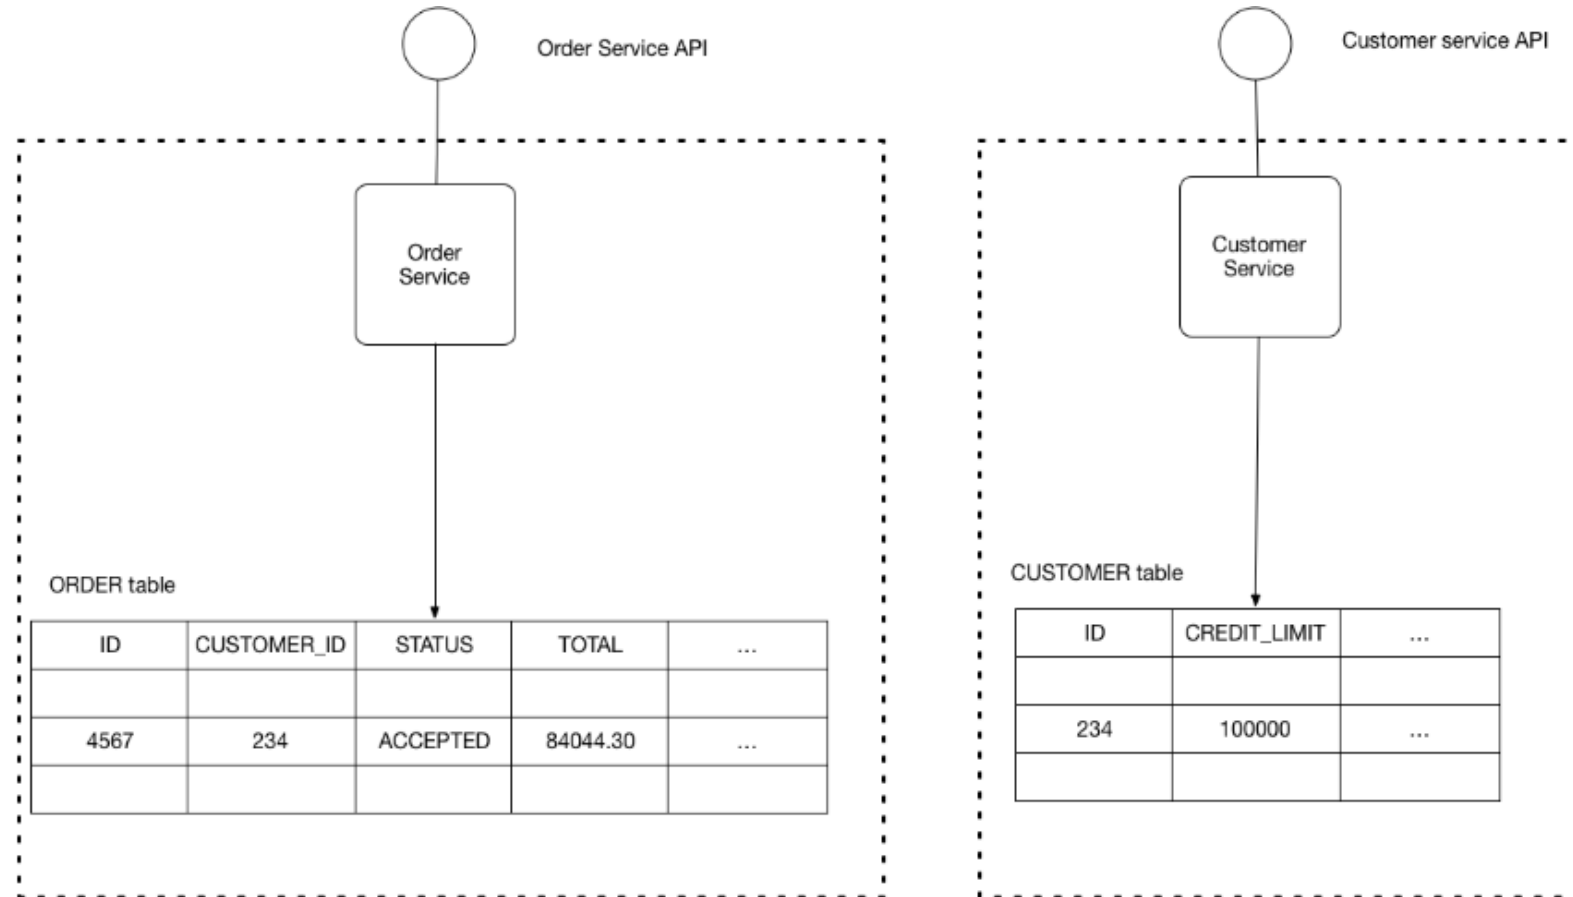 Order Service API
Customer service API
Order
Service
Customer
Service
ORDER table
ID CUSTOMER_ID STATUS TOTAL ...
4567 234 ACCEPTED 84044.30 ...
CUSTOMER table
ID CREDIT_LIMIT ...
234 100000 ...